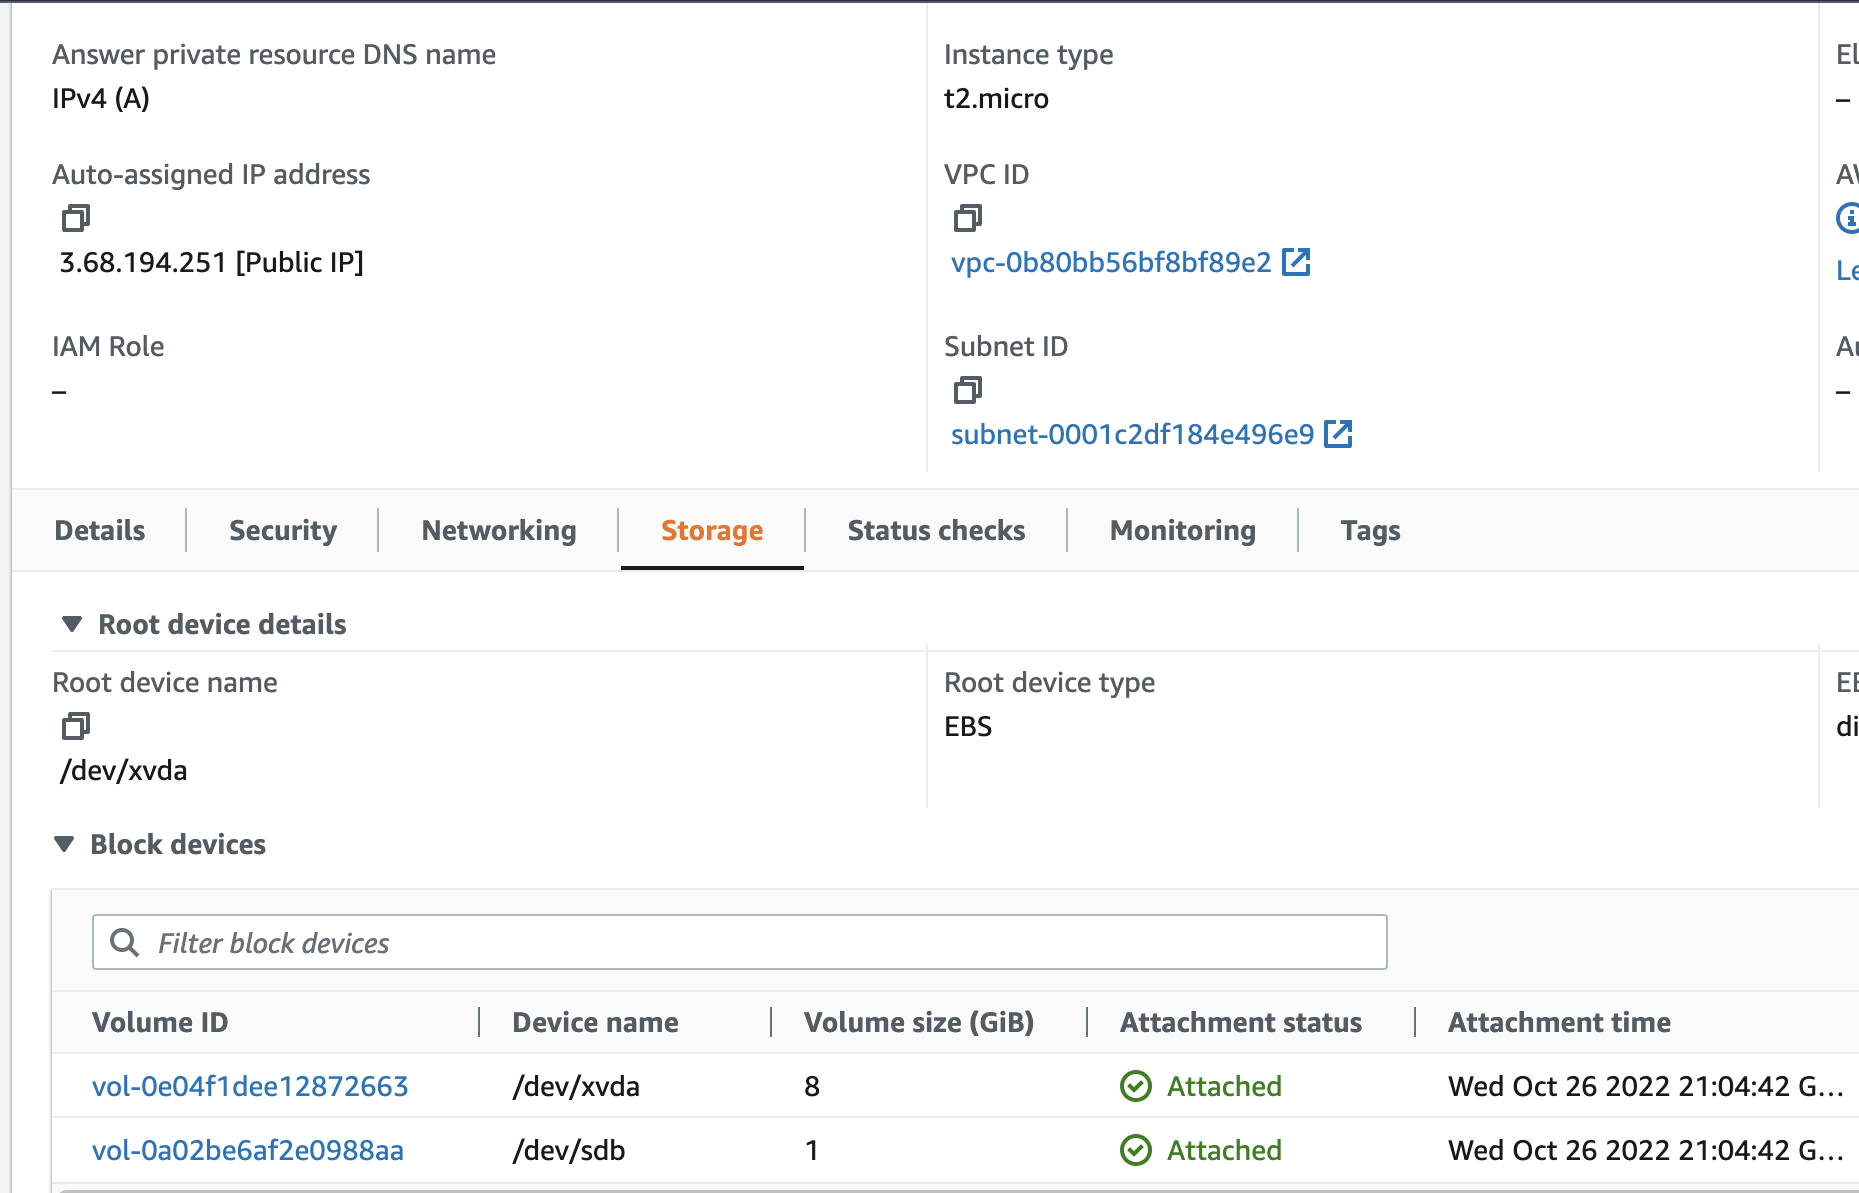 Answer private resource DNS name
IPv4 (A)
Instance type
t2.micro
El
–
Auto-assigned IP address
3.68.194.251 [Public IP]
VPC ID
vpc-0b80bb56bf8bf89e2
Le
IAM Role
–
Subnet ID
subnet-0001c2df184e496e9
–
Details
Security
Networking
Storage
Status checks
Monitoring
Tags
Root device details
Root device name
/dev/xvda
Root device type
EBS
di
Block devices
Filter block devices
Volume ID
Device name
Volume size (GiB)
Attachment status
Attachment time
vol-0e04f1dee12872663
/dev/xvda
8
Attached
Wed Oct 26 2022 21:04:42 G...
vol-0a02be6af2e0988aa
/dev/sdb
1
Attached
Wed Oct 26 2022 21:04:42 G...